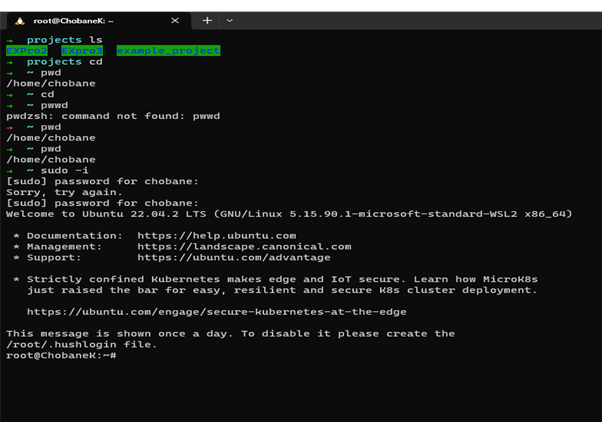 root@ChobaneK: ~
→ projects ls
EXPro2 EXpro3 example_project
→ projects cd
→ ~ pwd
/home/chobane
→ ~ cd
→ ~ pwwd
pwdzsh: command not found: pwwd
→ ~ pwd
/home/chobane
→ ~ pwd
/home/chobane
→ ~ sudo -i
[sudo] password for chobane:
Sorry, try again.
[sudo] password for chobane:
Welcome to Ubuntu 22.04.2 LTS (GNU/Linux 5.15.90.1-microsoft-standard-WSL2 x86_64)
* Documentation: https://help.ubuntu.com
* Management: https://landscape.canonical.com
* Support: https://ubuntu.com/advantage
* Strictly confined Kubernetes makes edge and IoT secure. Learn how MicroK8s
just raised the bar for easy, resilient and secure K8s cluster deployment.
https://ubuntu.com/engage/secure-kubernetes-at-the-edge
This message is shown once a day. To disable it please create the
/root/.hushlogin file.
root@ChobaneK:~#